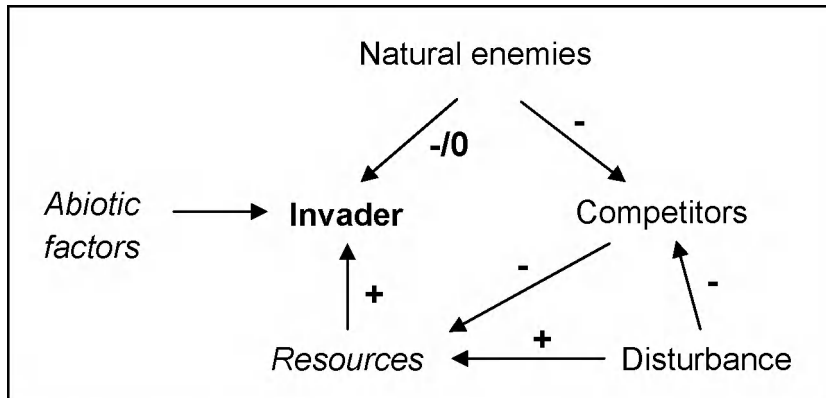 Natural enemies
-/0
-
Abiotic
factors
Invader
Competitors
-
+
-
Resources
+
Disturbance